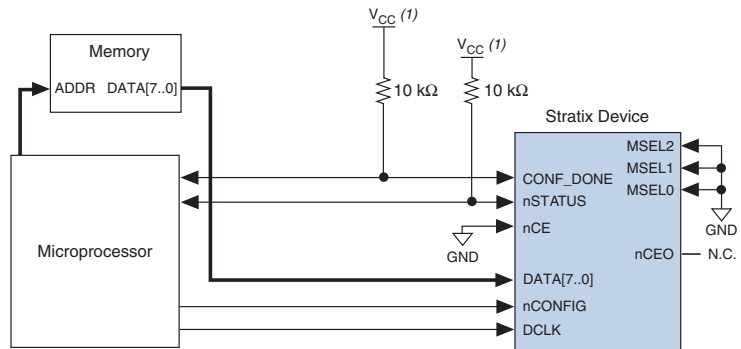 VCC (1)
VCC (1)
Memory
ADDR DATA[7..0]
10 kΩ
10 kΩ
Stratix Device
MSEL2
MSEL1
MSEL0
CONF_DONE
nSTATUS
nCE
GND
GND
Microprocessor
nCEO
N.C.
DATA[7..0]
nCONFIG
DCLK